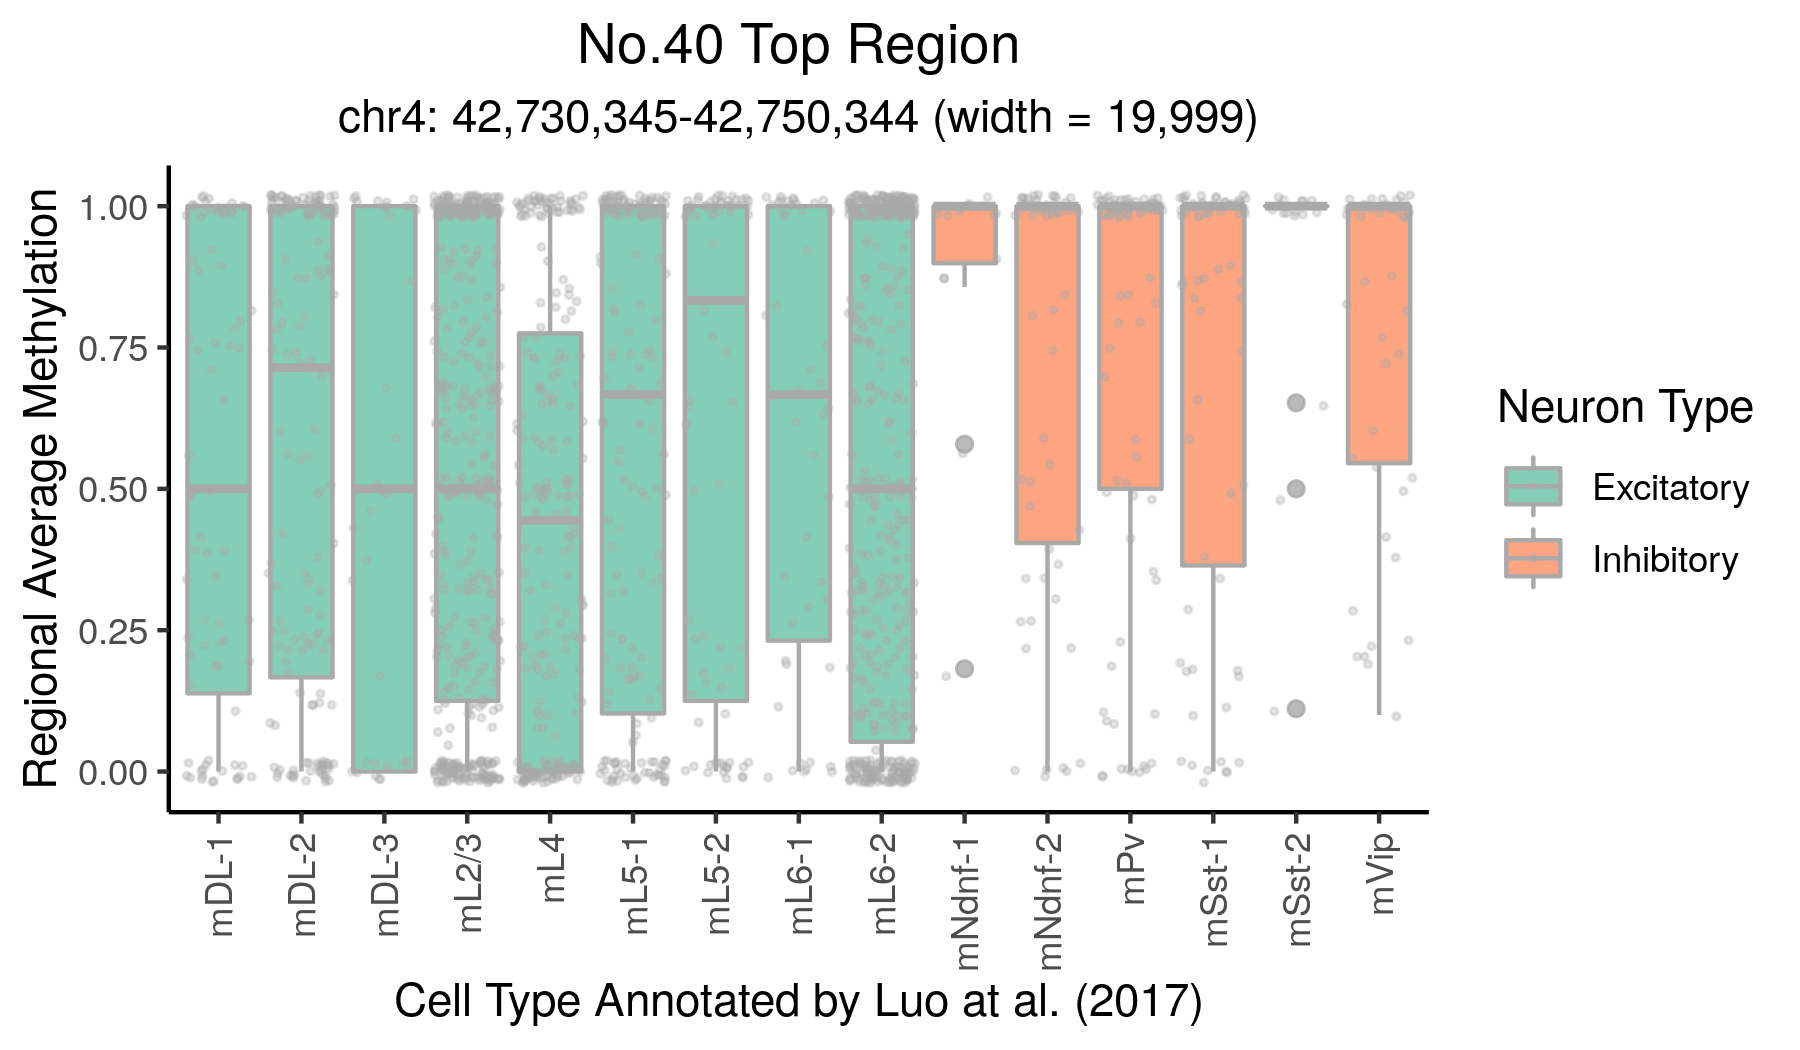 No.40 Top Region
chr4: 42,730,345-42,750,344 (width = 19,999)
Regional Average Methylation
1.00
0.75
0.50
0.25
0.00
mDL-1
mDL-2
mDL-3
mL2/3
mL4
mL5-1
mL5-2
mL6-1
mL6-2
mNdnf-1
mNdnf-2
mPv
mSst-1
mSst-2
mVip
Cell Type Annotated by Luo at al. (2017)
Neuron Type
Excitatory
Inhibitory